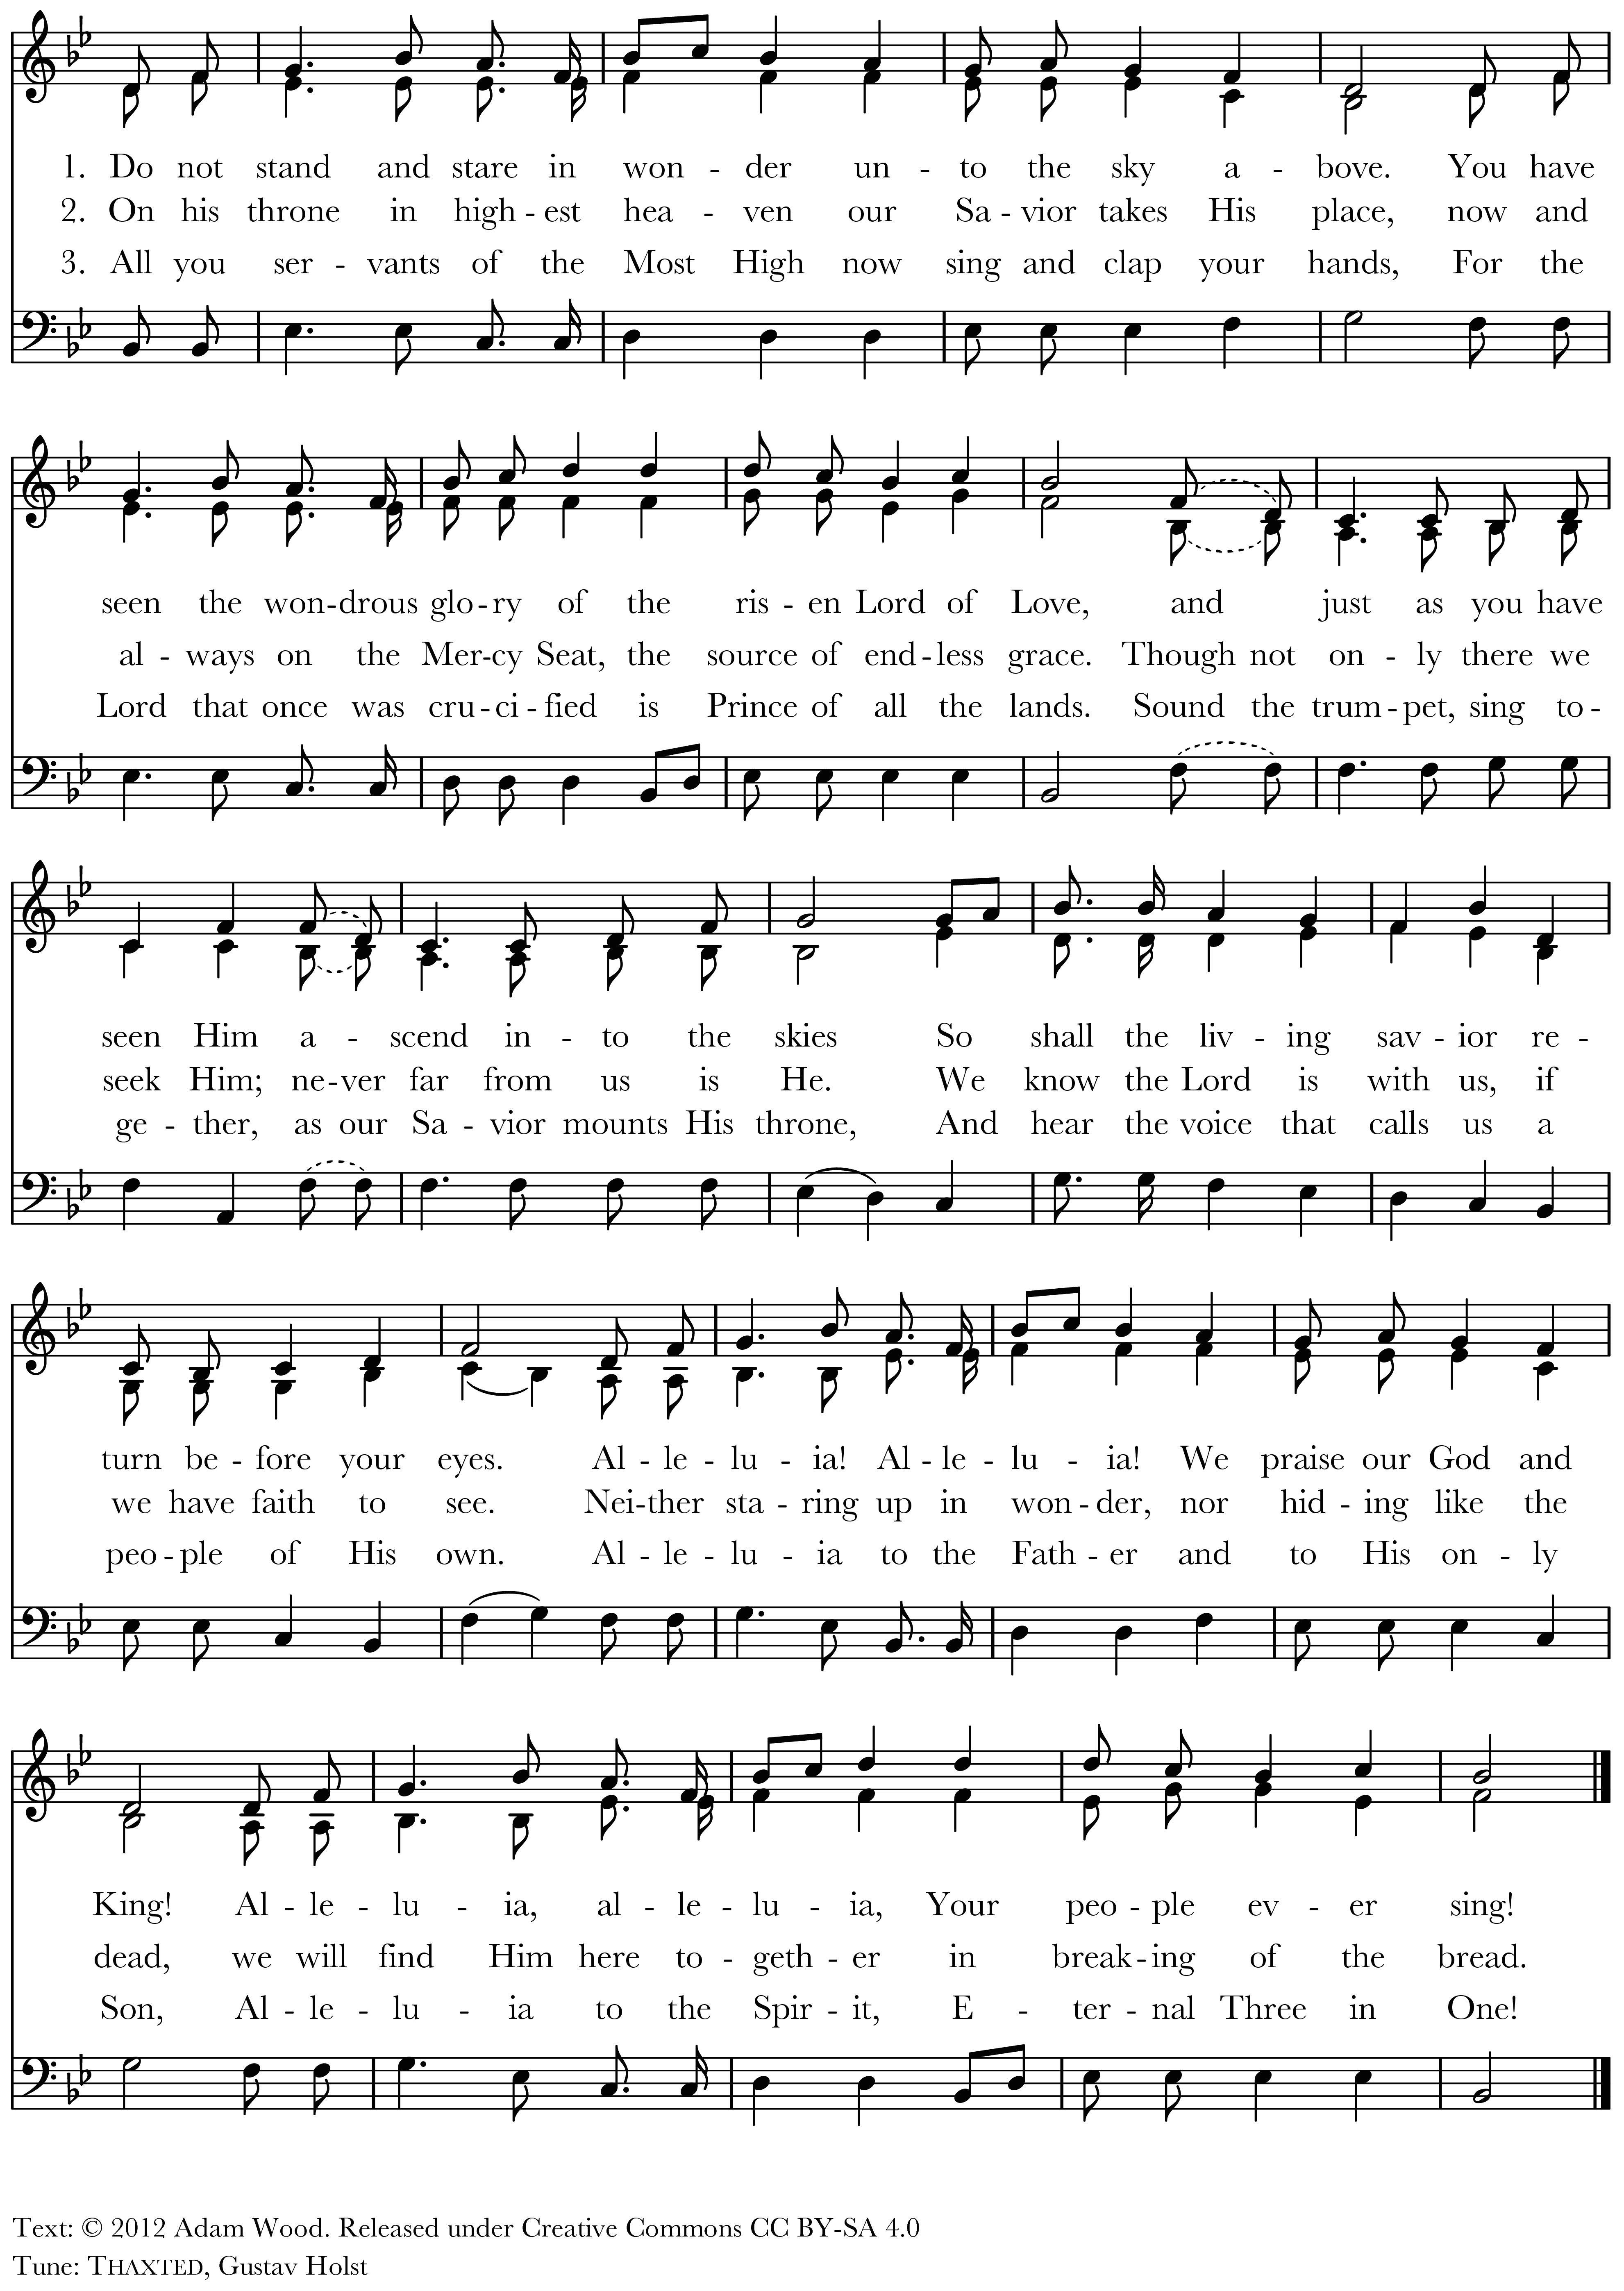 1. Do not stand and stare in won - der un - to the sky a - bove. You have
2. On his throne in high - est hea - ven our Sa - vior takes His place, now and
3. All you ser - vants of the Most High now sing and clap your hands, For the
seen the won - drous glo - ry of the ris - en Lord of Love, and just as you have
al - ways on the Mer - cy Seat, the source of end - less grace. Though not on - ly there we
Lord that once was cru - ci - fied is Prince of all the lands. Sound the trum - pet, sing to -
seen Him a - scend in - to the skies So shall the liv - ing sav - ior re -
seek Him; ne - ver far from us is He. We know the Lord is with us, if
ge - ther, as our Sa - vior mounts His throne, And hear the voice that calls us a
turn be - fore your eyes. Al - le - lu - ia! Al - le - lu - ia! We praise our God and
we have faith to see. Nei - ther sta - ring up in won - der, nor hid - ing like the
peo - ple of His own. Al - le - lu - ia to the Fath - er and to His on - ly
King! Al - le - lu - ia, al - le - lu - ia, Your peo - ple ev - er sing!
dead, we will find Him here to - geth - er in break - ing of the bread.
Son, Al - le - lu - ia to the Spir - it, E - ter - nal Three in One!
Text: © 2012 Adam Wood. Released under Creative Commons CC BY-SA 4.0
Tune: THAXTED, Gustav Holst